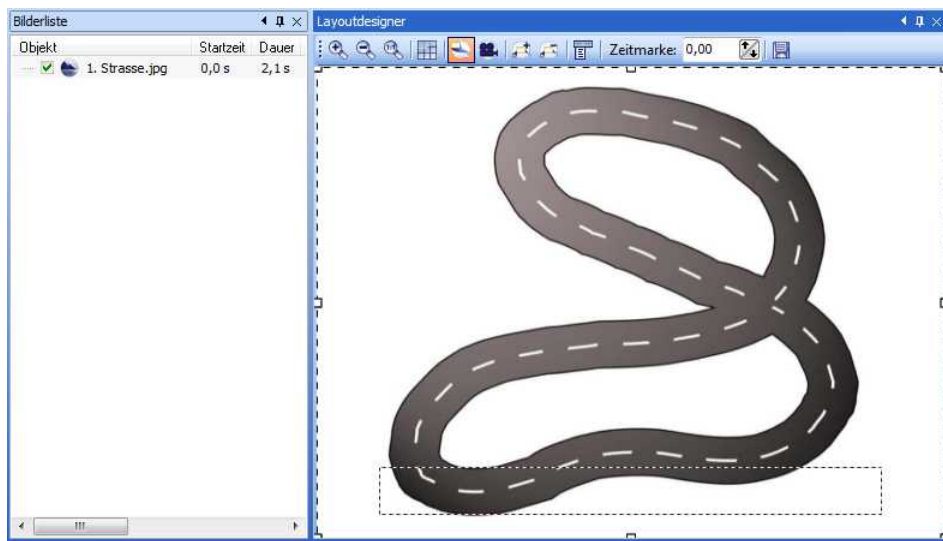 Bilderliste
Objekt Startzeit Dauer
1. Strasse.jpg 0,0 s 2,1 s
Layoutdesigner
Zeitmarke: 0,00